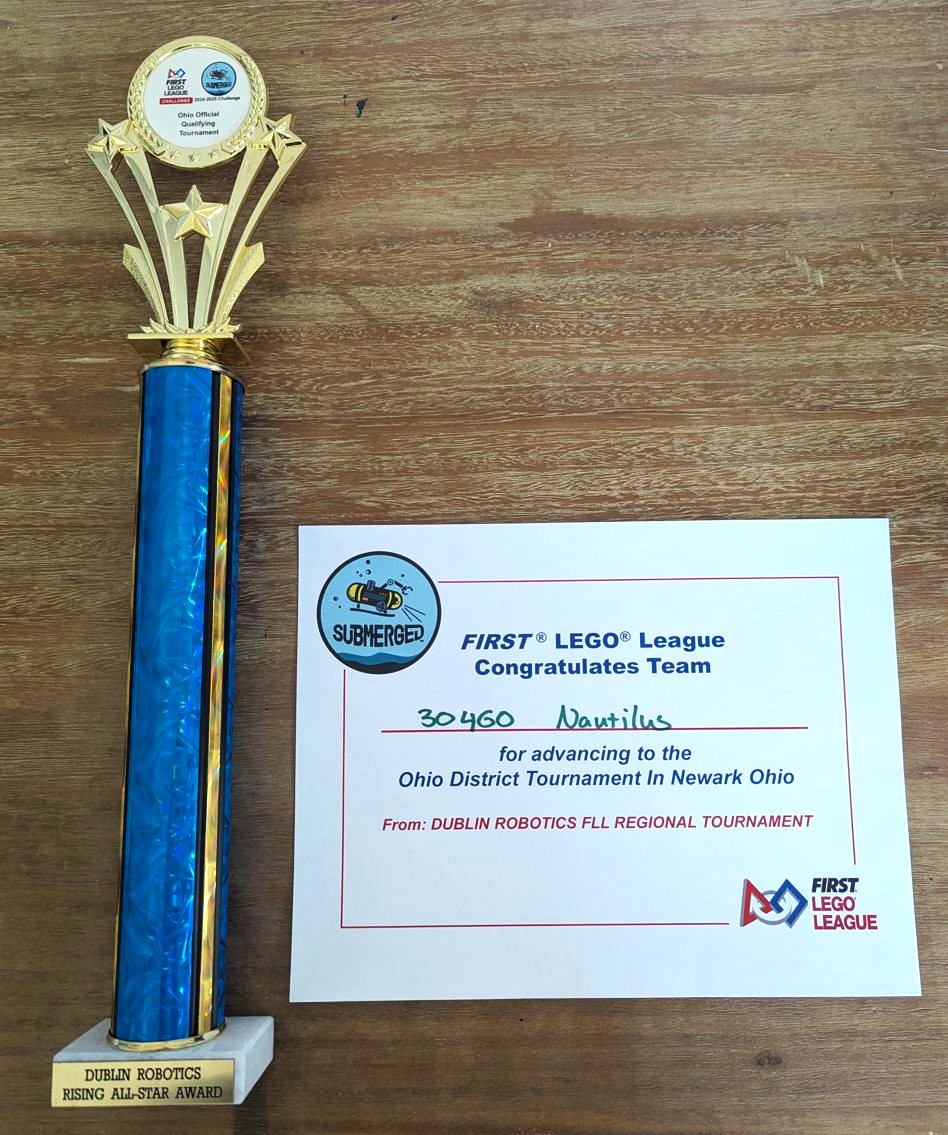 FIRST
LEGO
LEAGUE
CHALLENGE
SUBMERGED
2024-2025 Challenge
Ohio Official
Qualifying
Tournament
DUBLIN ROBOTICS
RISING ALL-STAR AWARD
SUBMERGED
FIRST® LEGO® League
Congratulates Team
30460 Nautilus
for advancing to the
Ohio District Tournament In Newark Ohio
From: DUBLIN ROBOTICS FLL REGIONAL TOURNAMENT
FIRST
LEGO
LEAGUE